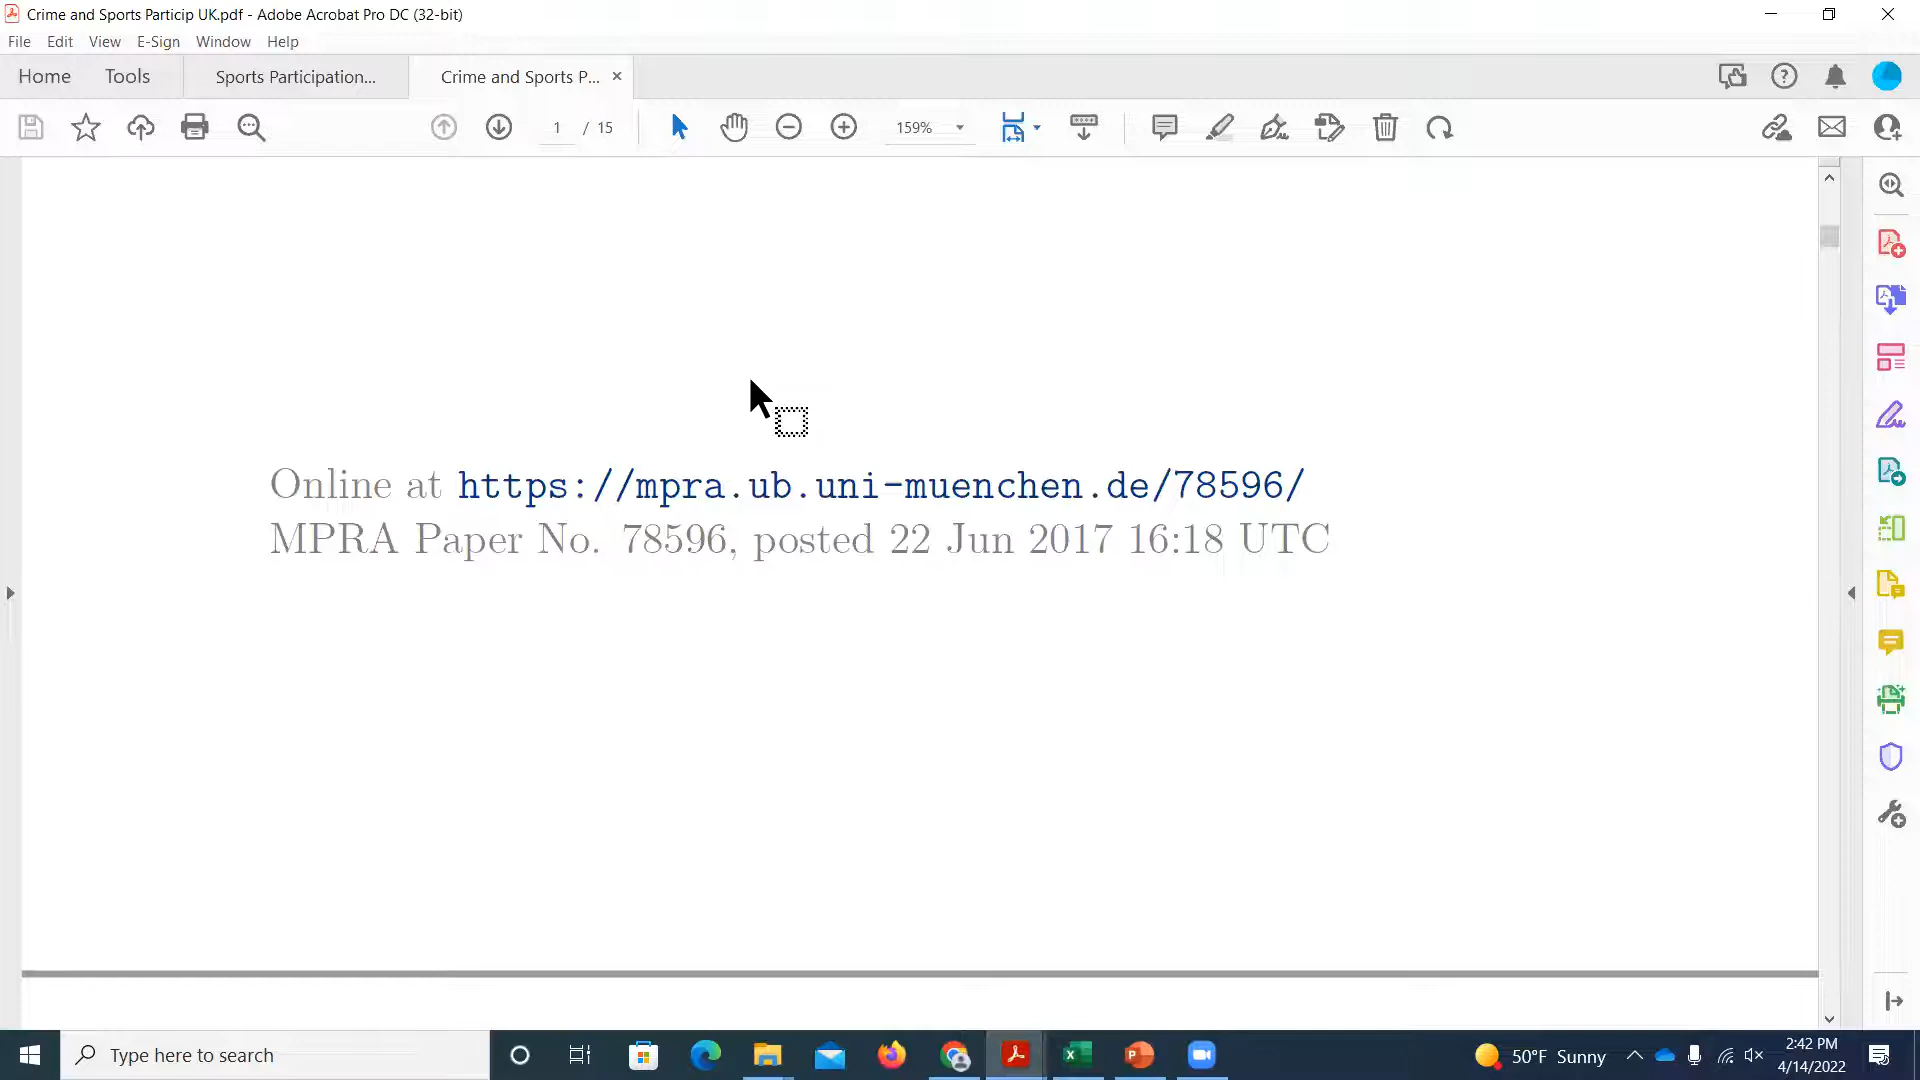 Crime and Sports Particip UK.pdf - Adobe Acrobat Pro DC (32-bit)
File Edit View E-Sign Window Help
Home Tools Sports Participation... Crime and Sports P... ×
1 / 15 159%
Online at https://mpra.ub.uni-muenchen.de/78596/
MPRA Paper No. 78596, posted 22 Jun 2017 16:18 UTC
Type here to search
50°F Sunny
2:42 PM
4/14/2022